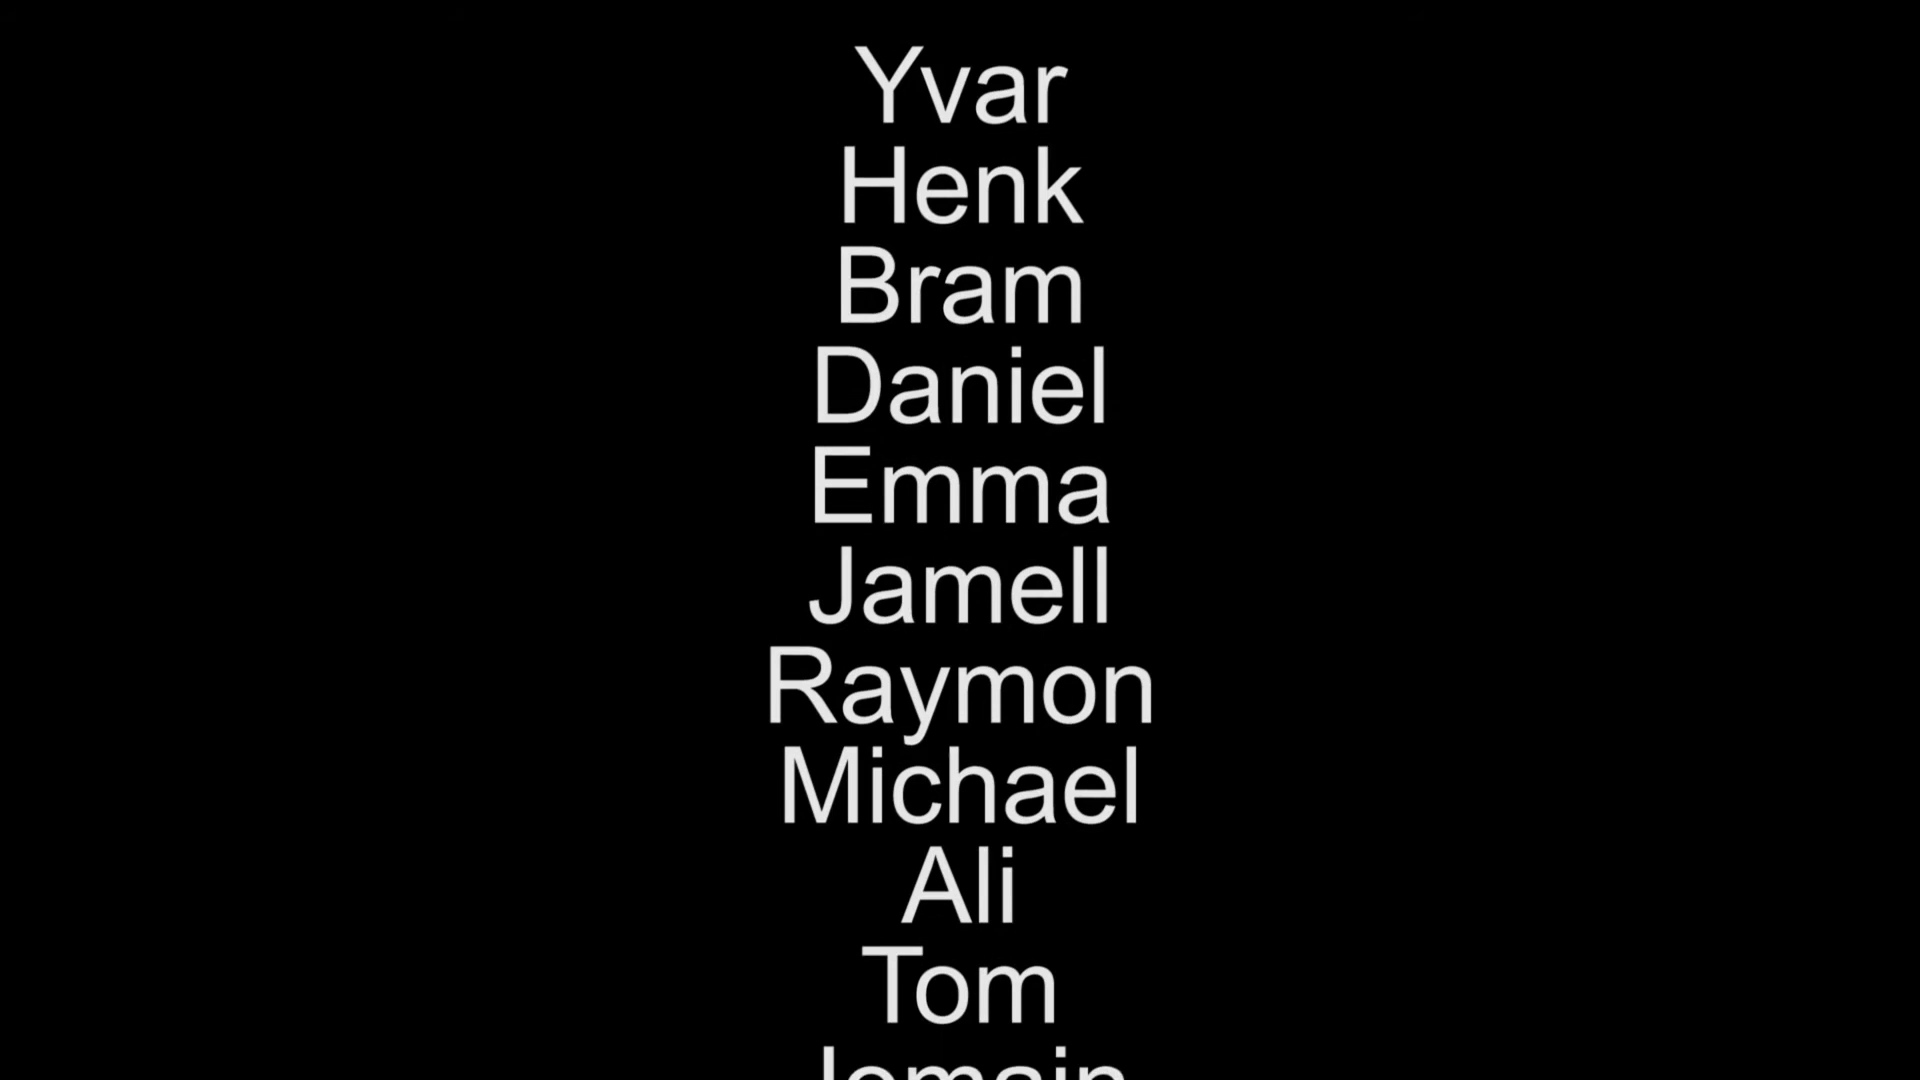 Yvar
Henk
Bram
Daniel
Emma
Jamell
Raymon
Michael
Ali
Tom